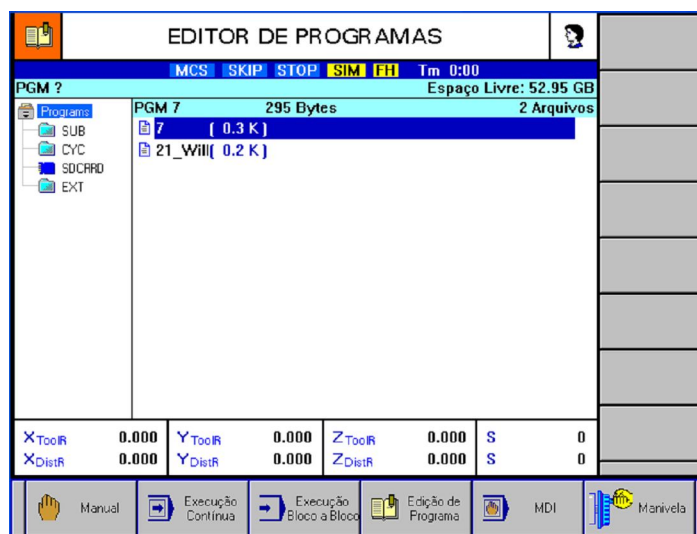 EDITOR DE PROGRAMAS
MCS SKIP STOP SIM FH Tm 0:00
PGM ? Espaço Livre: 52.95 GB
Programs
SUB
CYC
SDCARD
EXT
PGM 7 295 Bytes 2 Arquivos
7 [ 0.3 K ]
21_Will[ 0.2 K ]
XToolR 0.000 YToolR 0.000 ZToolR 0.000 S 0
XDistR 0.000 YDistR 0.000 ZDistR 0.000 S 0
Manual
Execução
Contínua
Execução
Bloco a Bloco
Edição de
Programa
MDI
Manivela